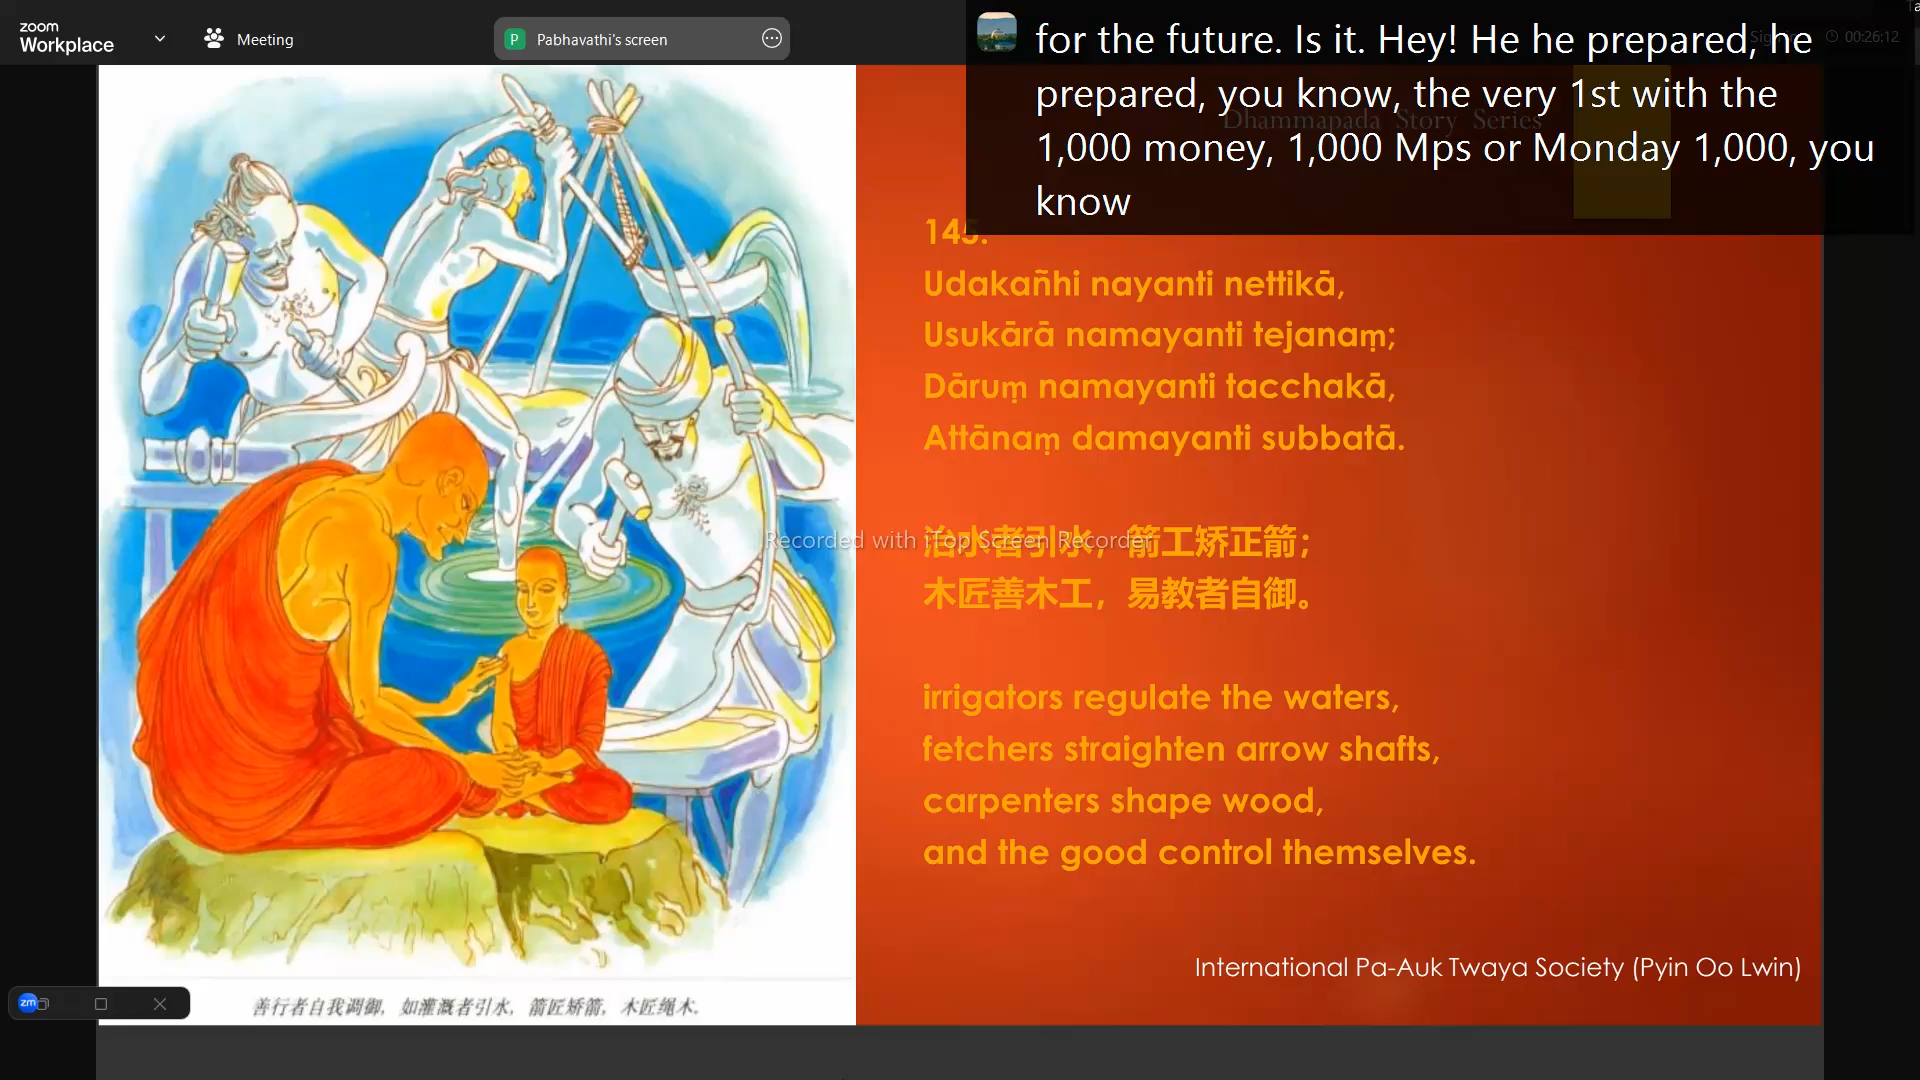 zoom
Workplace
Meeting
P Pabhavathi's screen
for the future. Is it. Hey! He he prepared, he
prepared, you know, the very 1st with the
1,000 money, 1,000 Mps or Monday 1,000, you
know
00:26:12
Dhammapada Story Series
145.
Udakañhi nayanti nettikā,
Usukārā namayanti tejanaṃ;
Dāruṃ namayanti tacchakā,
Attānaṃ damayanti subbatā.
Recorded with iTop Screen Recorder
治水者引水，箭工矫正箭；
木匠善木工，易教者自御。
irrigators regulate the waters,
fetchers straighten arrow shafts,
carpenters shape wood,
and the good control themselves.
International Pa-Auk Twaya Society (Pyin Oo Lwin)
zm
善行者自我调御，如灌溉者引水，箭匠矫箭，木匠绳木.